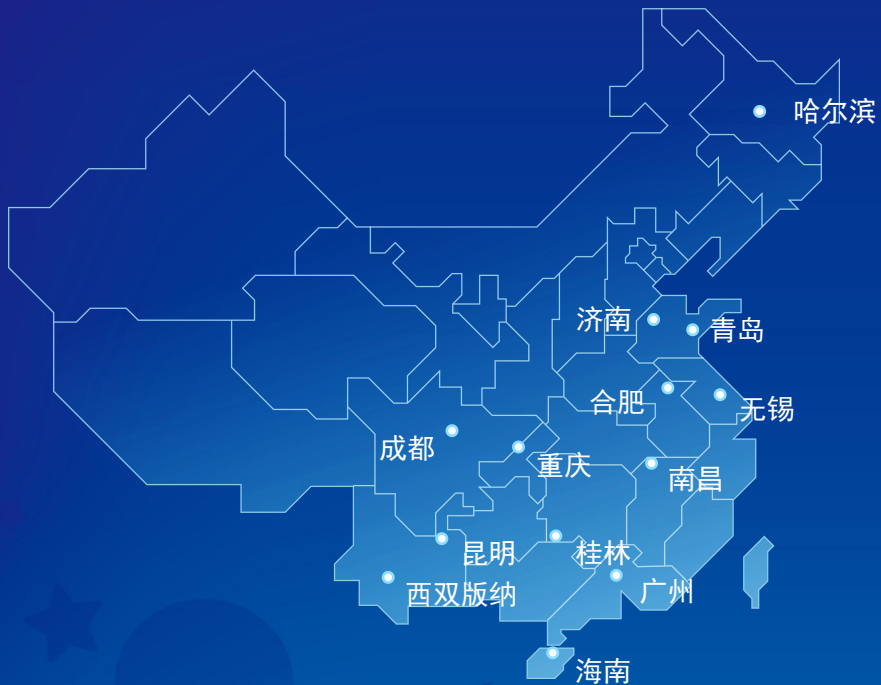 哈尔滨
济南
青岛
合肥
无锡
成都
重庆
南昌
昆明
桂林
西双版纳
广州
海南